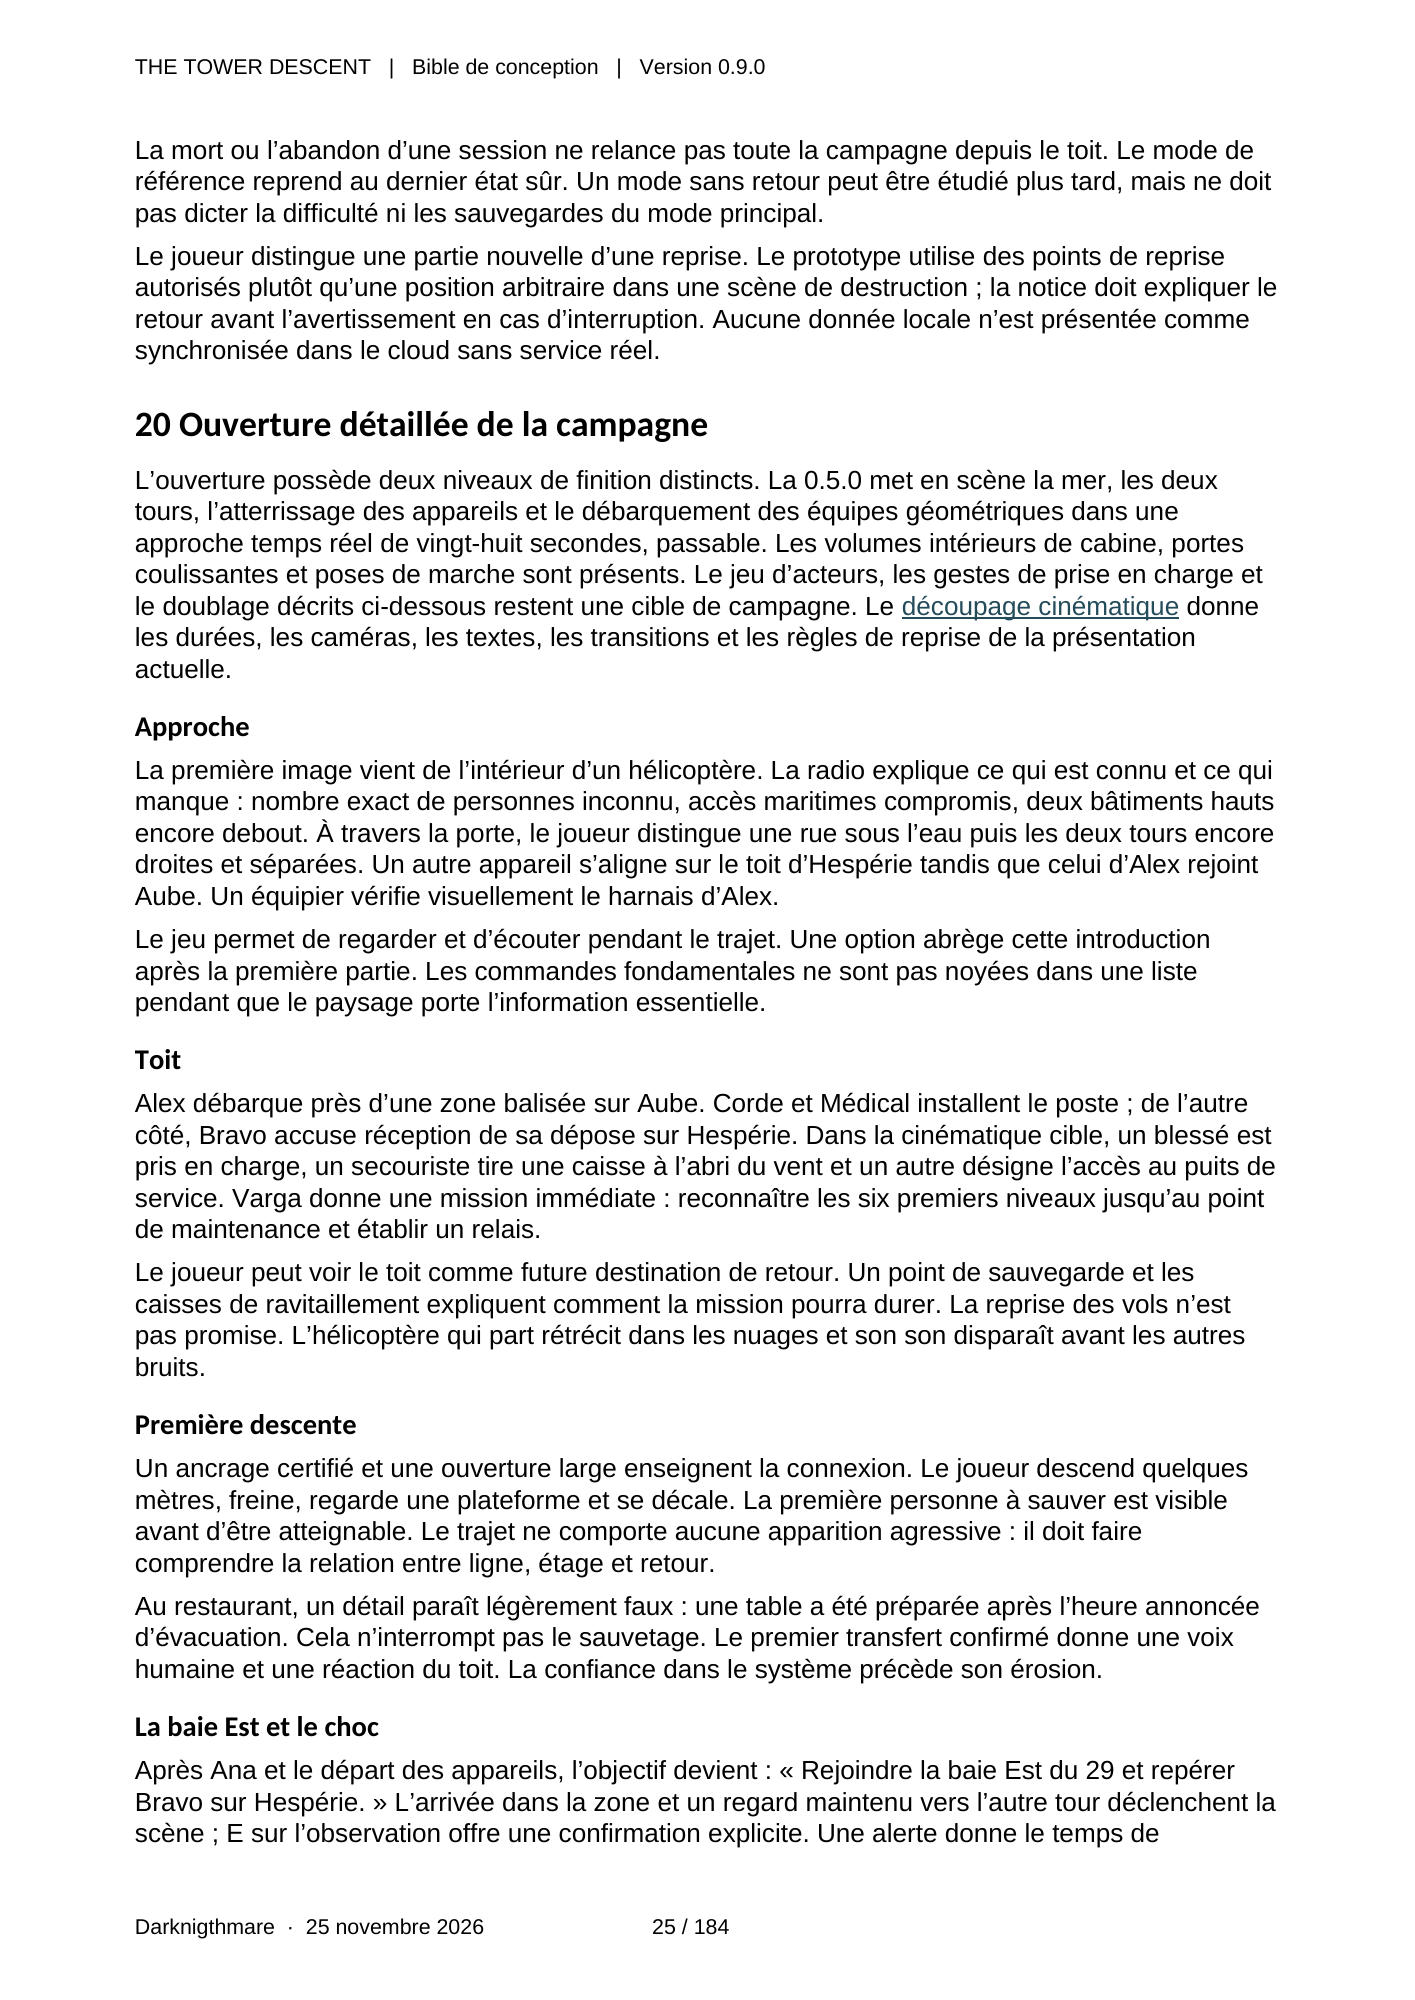 THE TOWER DESCENT | Bible de conception | Version 0.9.0
La mort ou l’abandon d’une session ne relance pas toute la campagne depuis le toit. Le mode de
référence reprend au dernier état sûr. Un mode sans retour peut être étudié plus tard, mais ne doit
pas dicter la difficulté ni les sauvegardes du mode principal.
Le joueur distingue une partie nouvelle d’une reprise. Le prototype utilise des points de reprise
autorisés plutôt qu’une position arbitraire dans une scène de destruction ; la notice doit expliquer le
retour avant l’avertissement en cas d’interruption. Aucune donnée locale n’est présentée comme
synchronisée dans le cloud sans service réel.
20 Ouverture détaillée de la campagne
L’ouverture possède deux niveaux de finition distincts. La 0.5.0 met en scène la mer, les deux
tours, l’atterrissage des appareils et le débarquement des équipes géométriques dans une
approche temps réel de vingt-huit secondes, passable. Les volumes intérieurs de cabine, portes
coulissantes et poses de marche sont présents. Le jeu d’acteurs, les gestes de prise en charge et
le doublage décrits ci-dessous restent une cible de campagne. Le découpage cinématique donne
les durées, les caméras, les textes, les transitions et les règles de reprise de la présentation
actuelle.
Approche
La première image vient de l’intérieur d’un hélicoptère. La radio explique ce qui est connu et ce qui
manque : nombre exact de personnes inconnu, accès maritimes compromis, deux bâtiments hauts
encore debout. À travers la porte, le joueur distingue une rue sous l’eau puis les deux tours encore
droites et séparées. Un autre appareil s’aligne sur le toit d’Hespérie tandis que celui d’Alex rejoint
Aube. Un équipier vérifie visuellement le harnais d’Alex.
Le jeu permet de regarder et d’écouter pendant le trajet. Une option abrège cette introduction
après la première partie. Les commandes fondamentales ne sont pas noyées dans une liste
pendant que le paysage porte l’information essentielle.
Toit
Alex débarque près d’une zone balisée sur Aube. Corde et Médical installent le poste ; de l’autre
côté, Bravo accuse réception de sa dépose sur Hespérie. Dans la cinématique cible, un blessé est
pris en charge, un secouriste tire une caisse à l’abri du vent et un autre désigne l’accès au puits de
service. Varga donne une mission immédiate : reconnaître les six premiers niveaux jusqu’au point
de maintenance et établir un relais.
Le joueur peut voir le toit comme future destination de retour. Un point de sauvegarde et les
caisses de ravitaillement expliquent comment la mission pourra durer. La reprise des vols n’est
pas promise. L’hélicoptère qui part rétrécit dans les nuages et son son disparaît avant les autres
bruits.
Première descente
Un ancrage certifié et une ouverture large enseignent la connexion. Le joueur descend quelques
mètres, freine, regarde une plateforme et se décale. La première personne à sauver est visible
avant d’être atteignable. Le trajet ne comporte aucune apparition agressive : il doit faire
comprendre la relation entre ligne, étage et retour.
Au restaurant, un détail paraît légèrement faux : une table a été préparée après l’heure annoncée
d’évacuation. Cela n’interrompt pas le sauvetage. Le premier transfert confirmé donne une voix
humaine et une réaction du toit. La confiance dans le système précède son érosion.
La baie Est et le choc
Après Ana et le départ des appareils, l’objectif devient : « Rejoindre la baie Est du 29 et repérer
Bravo sur Hespérie. » L’arrivée dans la zone et un regard maintenu vers l’autre tour déclenchent la
scène ; E sur l’observation offre une confirmation explicite. Une alerte donne le temps de
Darknigthmare · 25 novembre 2026 25 / 184